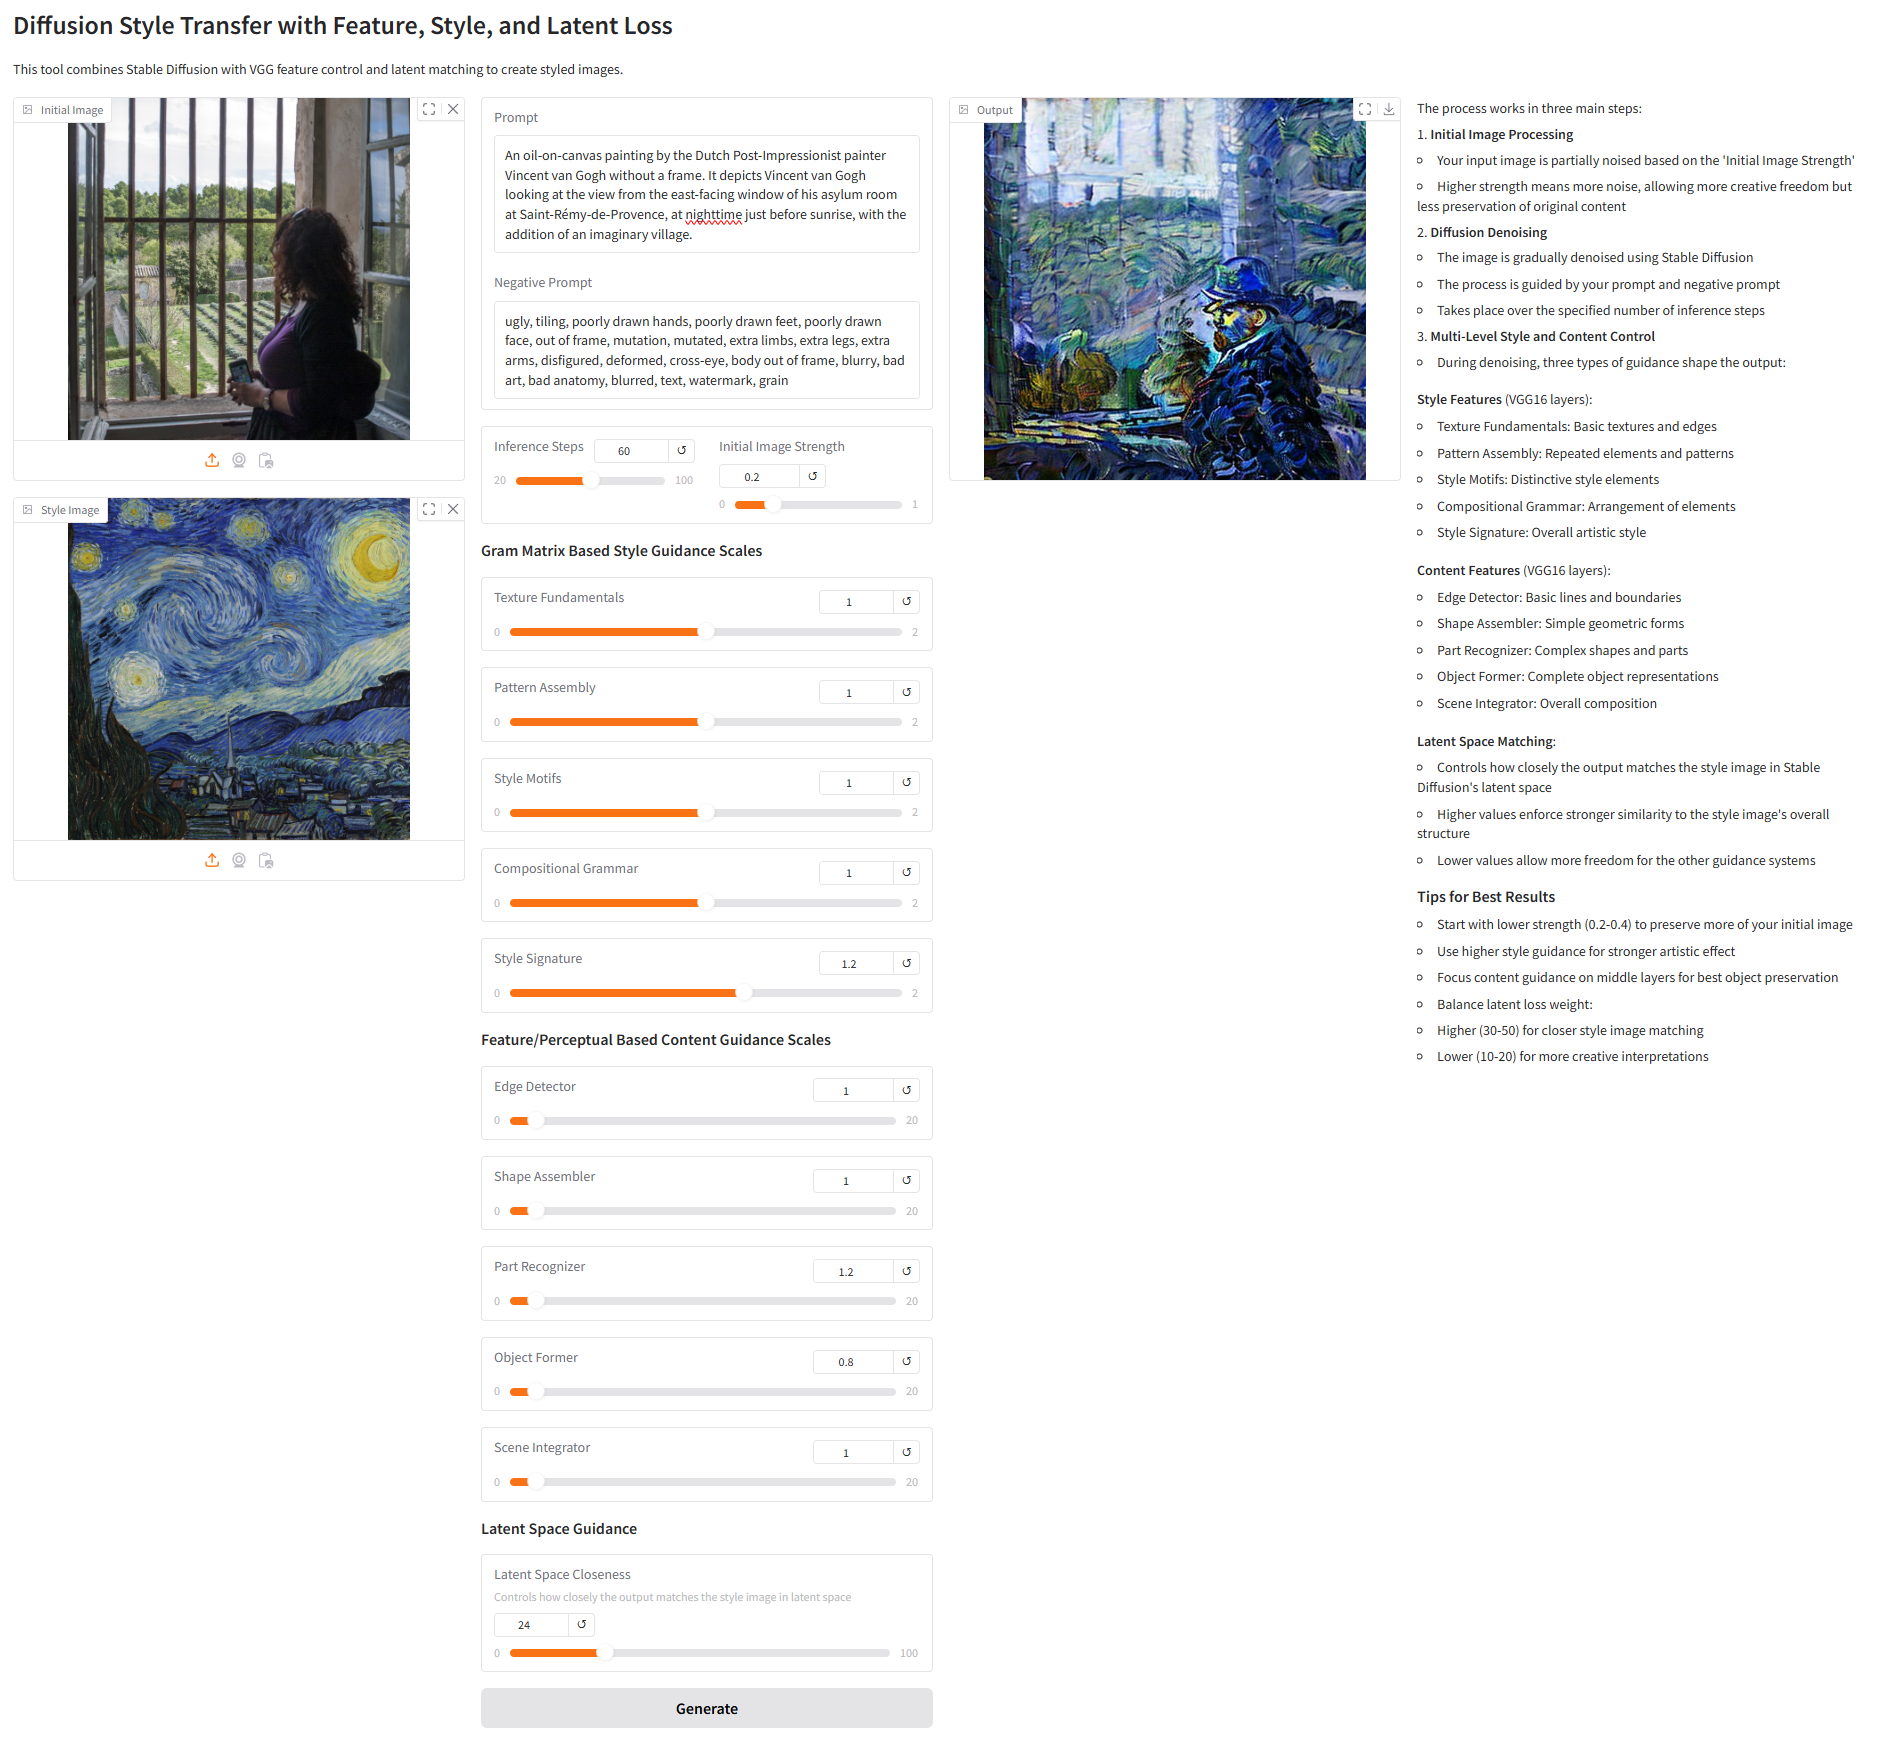 Diffusion Style Transfer with Feature, Style, and Latent Loss
This tool combines Stable Diffusion with VGG feature control and latent matching to create styled images.
Initial Image
Style Image
Prompt
An oil-on-canvas painting by the Dutch Post-Impressionist painter
Vincent van Gogh without a frame. It depicts Vincent van Gogh
looking at the view from the east-facing window of his asylum room
at Saint-Rémy-de-Provence, at nighttime just before sunrise, with the
addition of an imaginary village.
Negative Prompt
ugly, tiling, poorly drawn hands, poorly drawn feet, poorly drawn
face, out of frame, mutation, mutated, extra limbs, extra legs, extra
arms, disfigured, deformed, cross-eye, body out of frame, blurry, bad
art, bad anatomy, blurred, text, watermark, grain
Inference Steps 60 ↺
20 100
Initial Image Strength
0.2 ↺
0 1
Gram Matrix Based Style Guidance Scales
Texture Fundamentals 1 ↺
0 2
Pattern Assembly 1 ↺
0 2
Style Motifs 1 ↺
0 2
Compositional Grammar 1 ↺
0 2
Style Signature 1.2 ↺
0 2
Feature/Perceptual Based Content Guidance Scales
Edge Detector 1 ↺
0 20
Shape Assembler 1 ↺
0 20
Part Recognizer 1.2 ↺
0 20
Object Former 0.8 ↺
0 20
Scene Integrator 1 ↺
0 20
Latent Space Guidance
Latent Space Closeness
Controls how closely the output matches the style image in latent space
24 ↺
0 100
Generate
Output
The process works in three main steps:
1. Initial Image Processing
Your input image is partially noised based on the 'Initial Image Strength'
Higher strength means more noise, allowing more creative freedom but
less preservation of original content
2. Diffusion Denoising
The image is gradually denoised using Stable Diffusion
The process is guided by your prompt and negative prompt
Takes place over the specified number of inference steps
3. Multi-Level Style and Content Control
During denoising, three types of guidance shape the output:
Style Features (VGG16 layers):
Texture Fundamentals: Basic textures and edges
Pattern Assembly: Repeated elements and patterns
Style Motifs: Distinctive style elements
Compositional Grammar: Arrangement of elements
Style Signature: Overall artistic style
Content Features (VGG16 layers):
Edge Detector: Basic lines and boundaries
Shape Assembler: Simple geometric forms
Part Recognizer: Complex shapes and parts
Object Former: Complete object representations
Scene Integrator: Overall composition
Latent Space Matching:
Controls how closely the output matches the style image in Stable
Diffusion's latent space
Higher values enforce stronger similarity to the style image's overall
structure
Lower values allow more freedom for the other guidance systems
Tips for Best Results
Start with lower strength (0.2-0.4) to preserve more of your initial image
Use higher style guidance for stronger artistic effect
Focus content guidance on middle layers for best object preservation
Balance latent loss weight:
Higher (30-50) for closer style image matching
Lower (10-20) for more creative interpretations